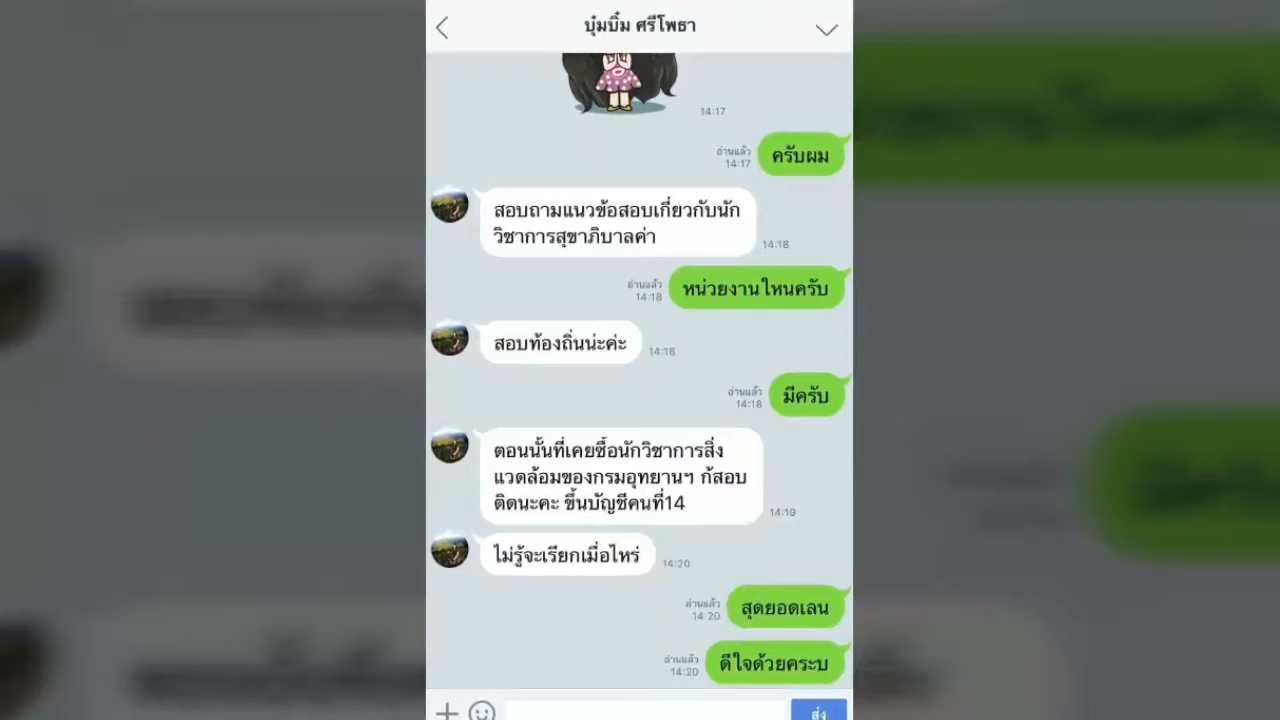 บุ๋มบิ๋ม ศรีโพธา
14:17
อ่านแล้ว
14:17
ครับผม
สอบถามแนวข้อสอบเกี่ยวกับนัก
วิชาการสุขาภิบาลค่า
14:18
อ่านแล้ว
14:18
หน่วยงานไหนครับ
สอบท้องถิ่นน่ะค่ะ
14:18
อ่านแล้ว
14:18
มีครับ
ตอนนั้นที่เคยซื้อนักวิชาการสิ่ง
แวดล้อมของกรมอุทยานฯ ก้สอบ
ติดนะคะ ขึ้นบัญชีคนที่14
14:19
ไม่รู้จะเรียกเมื่อไหร่
14:20
อ่านแล้ว
14:20
สุดยอดเลน
อ่านแล้ว
14:20
ดีใจด้วยคระบ
ส่ง